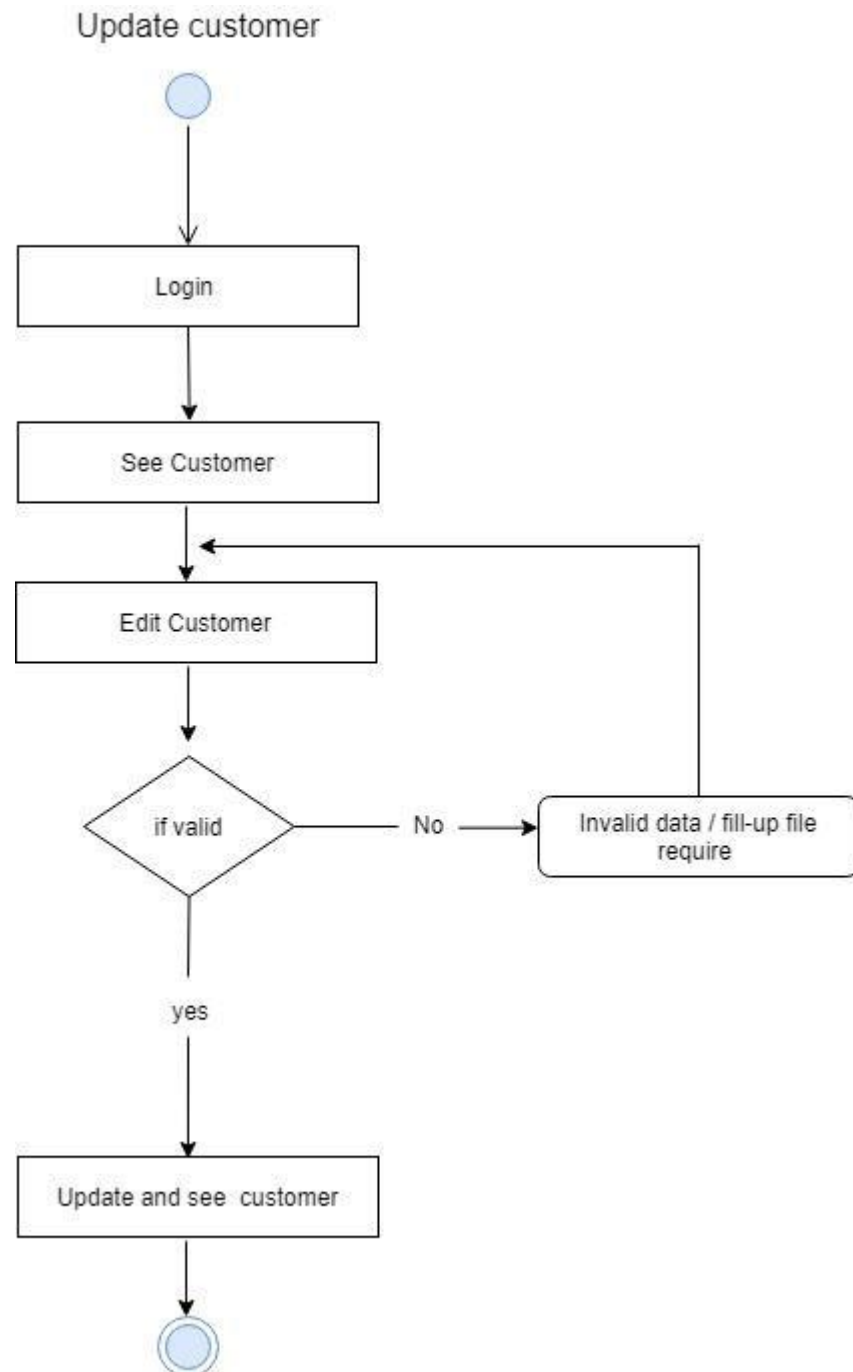 Update customer
Login
See Customer
Edit Customer
if valid
No
Invalid data / fill-up file
require
yes
Update and see customer